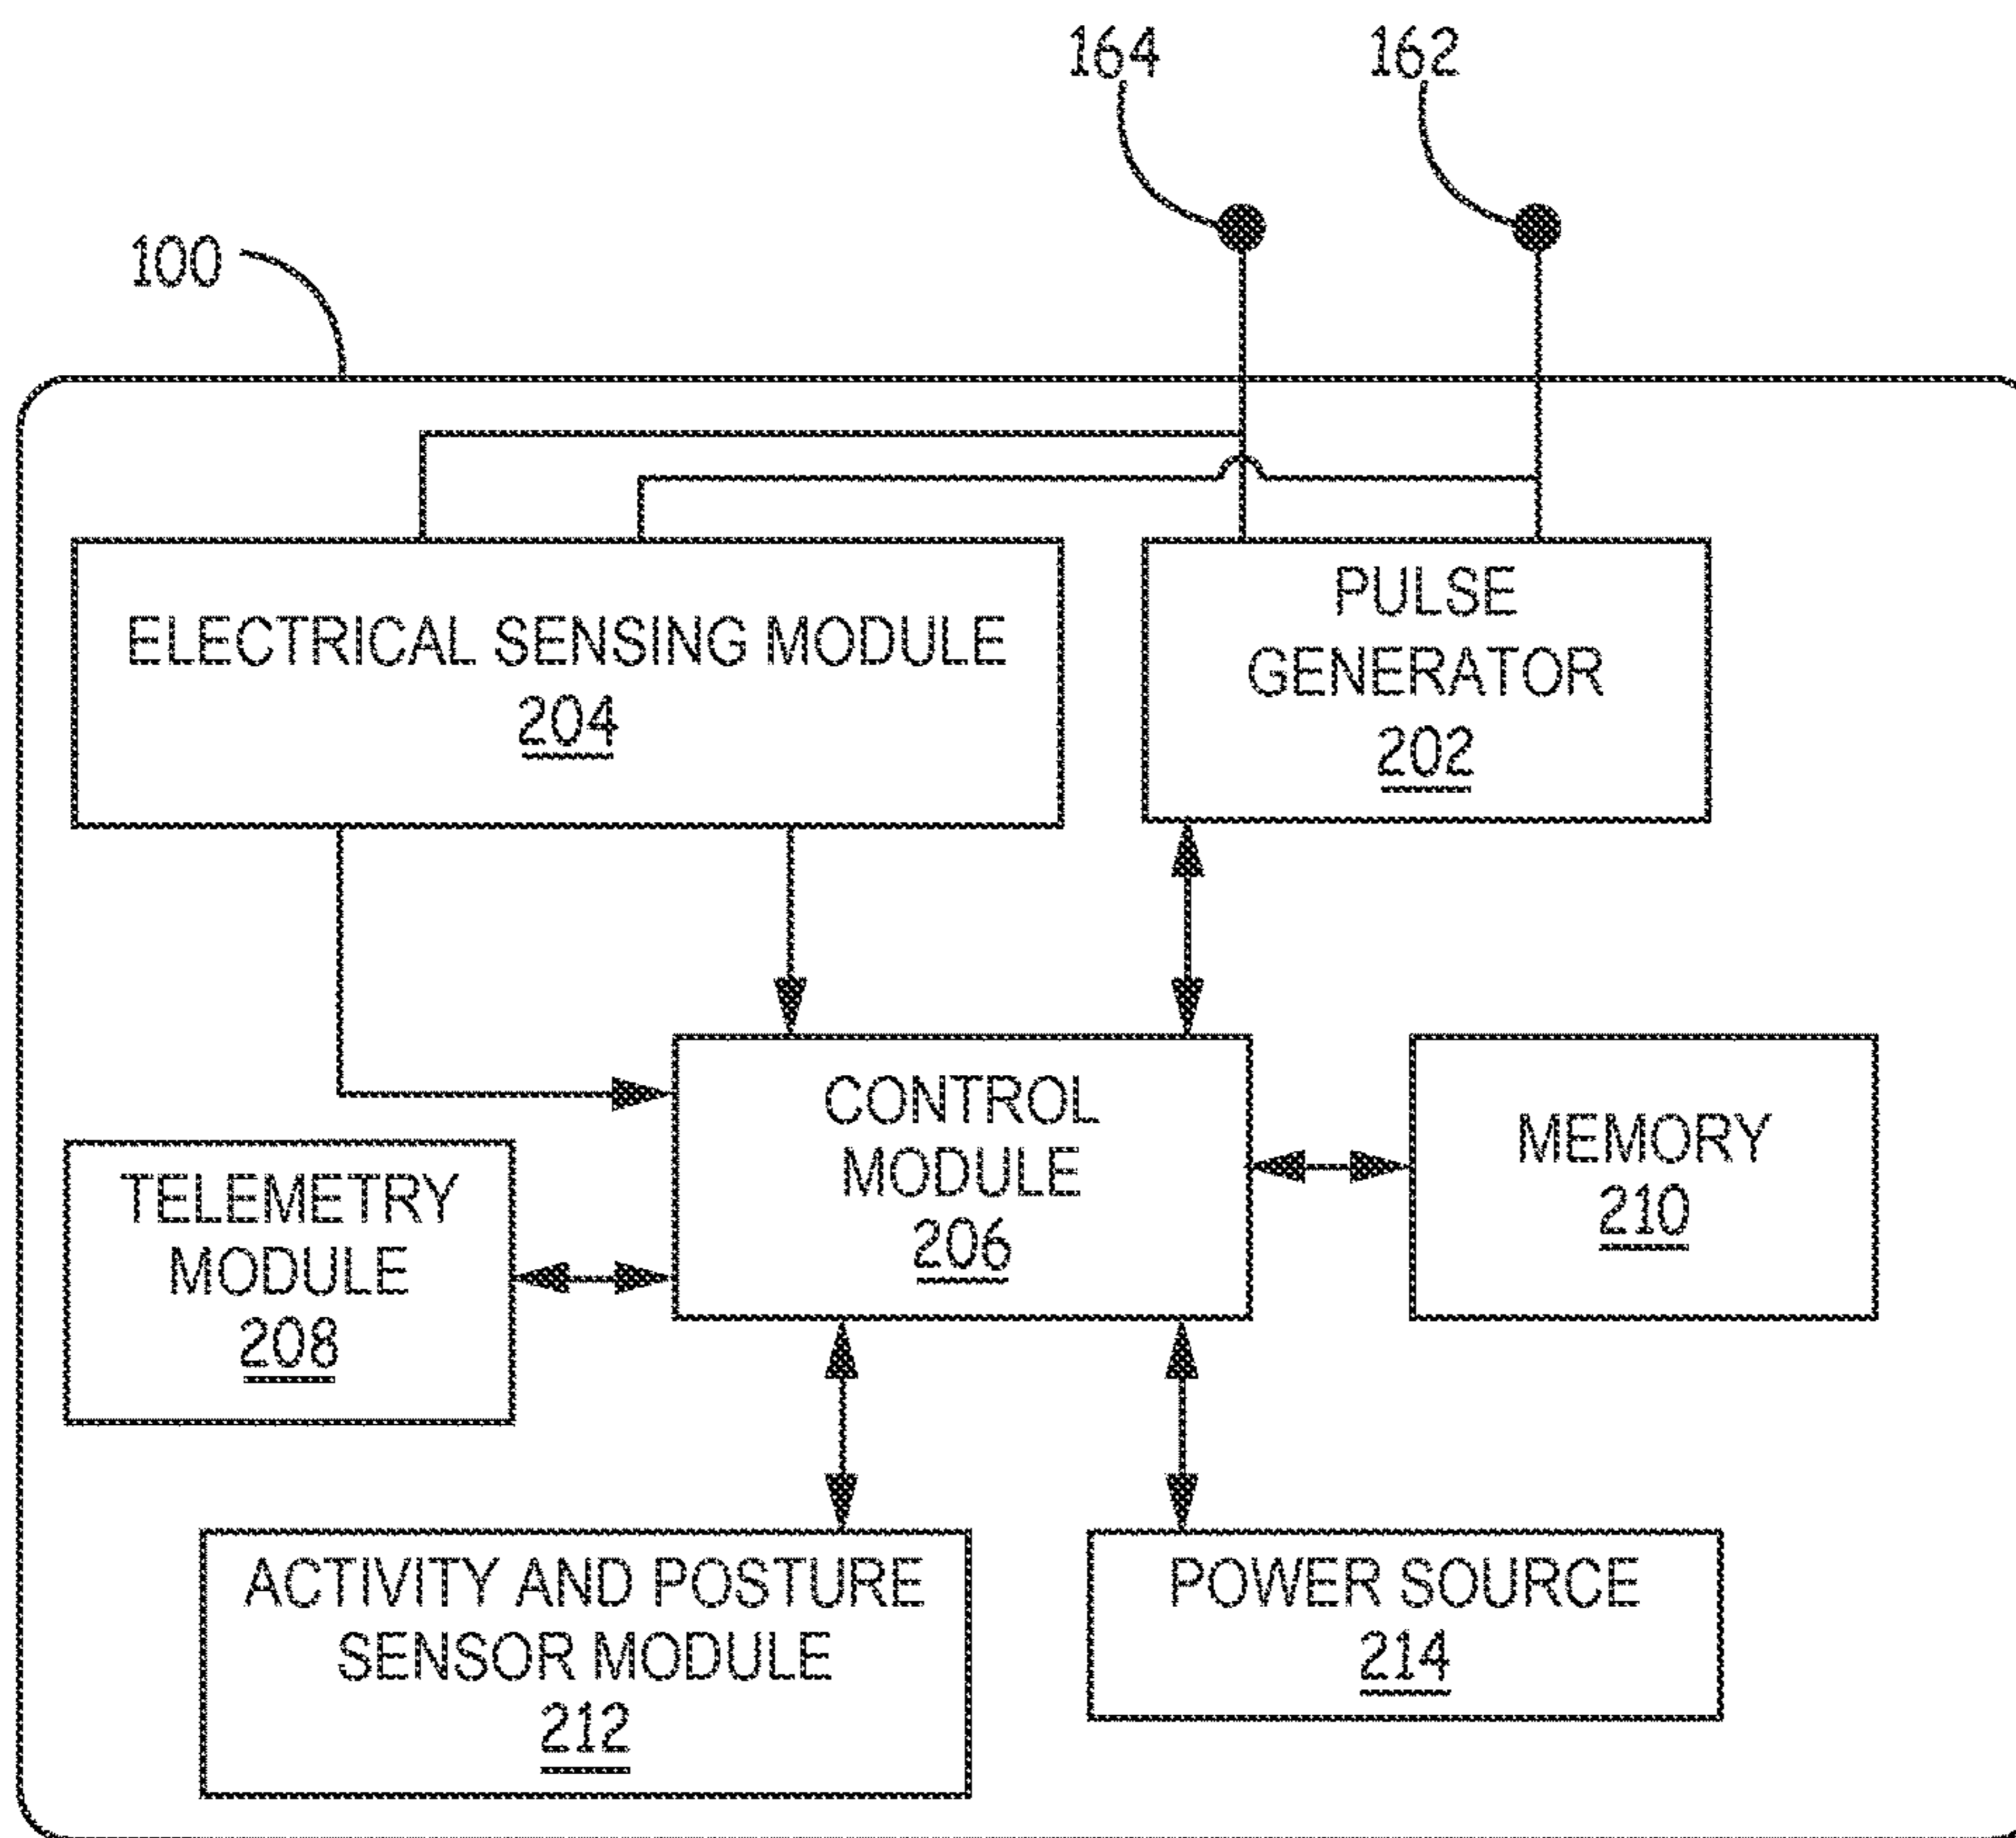 164
162
100
ELECTRICAL SENSING MODULE
204
PULSE
GENERATOR
202
CONTROL
MODULE
206
MEMORY
210
TELEMETRY
MODULE
208
ACTIVITY AND POSTURE
SENSOR MODULE
212
POWER SOURCE
214